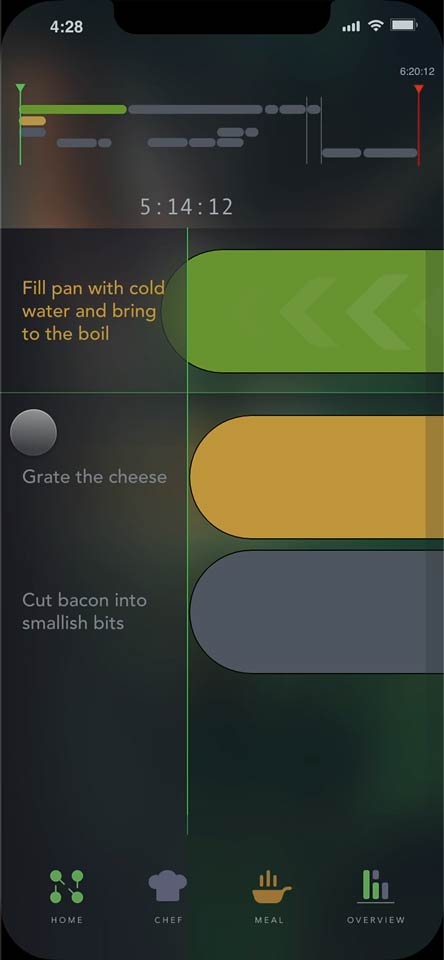 4:28
6:20:12
5:14:12
Fill pan with cold
water and bring
to the boil
Grate the cheese
Cut bacon into
smallish bits
HOME
CHEF
MEAL
OVERVIEW